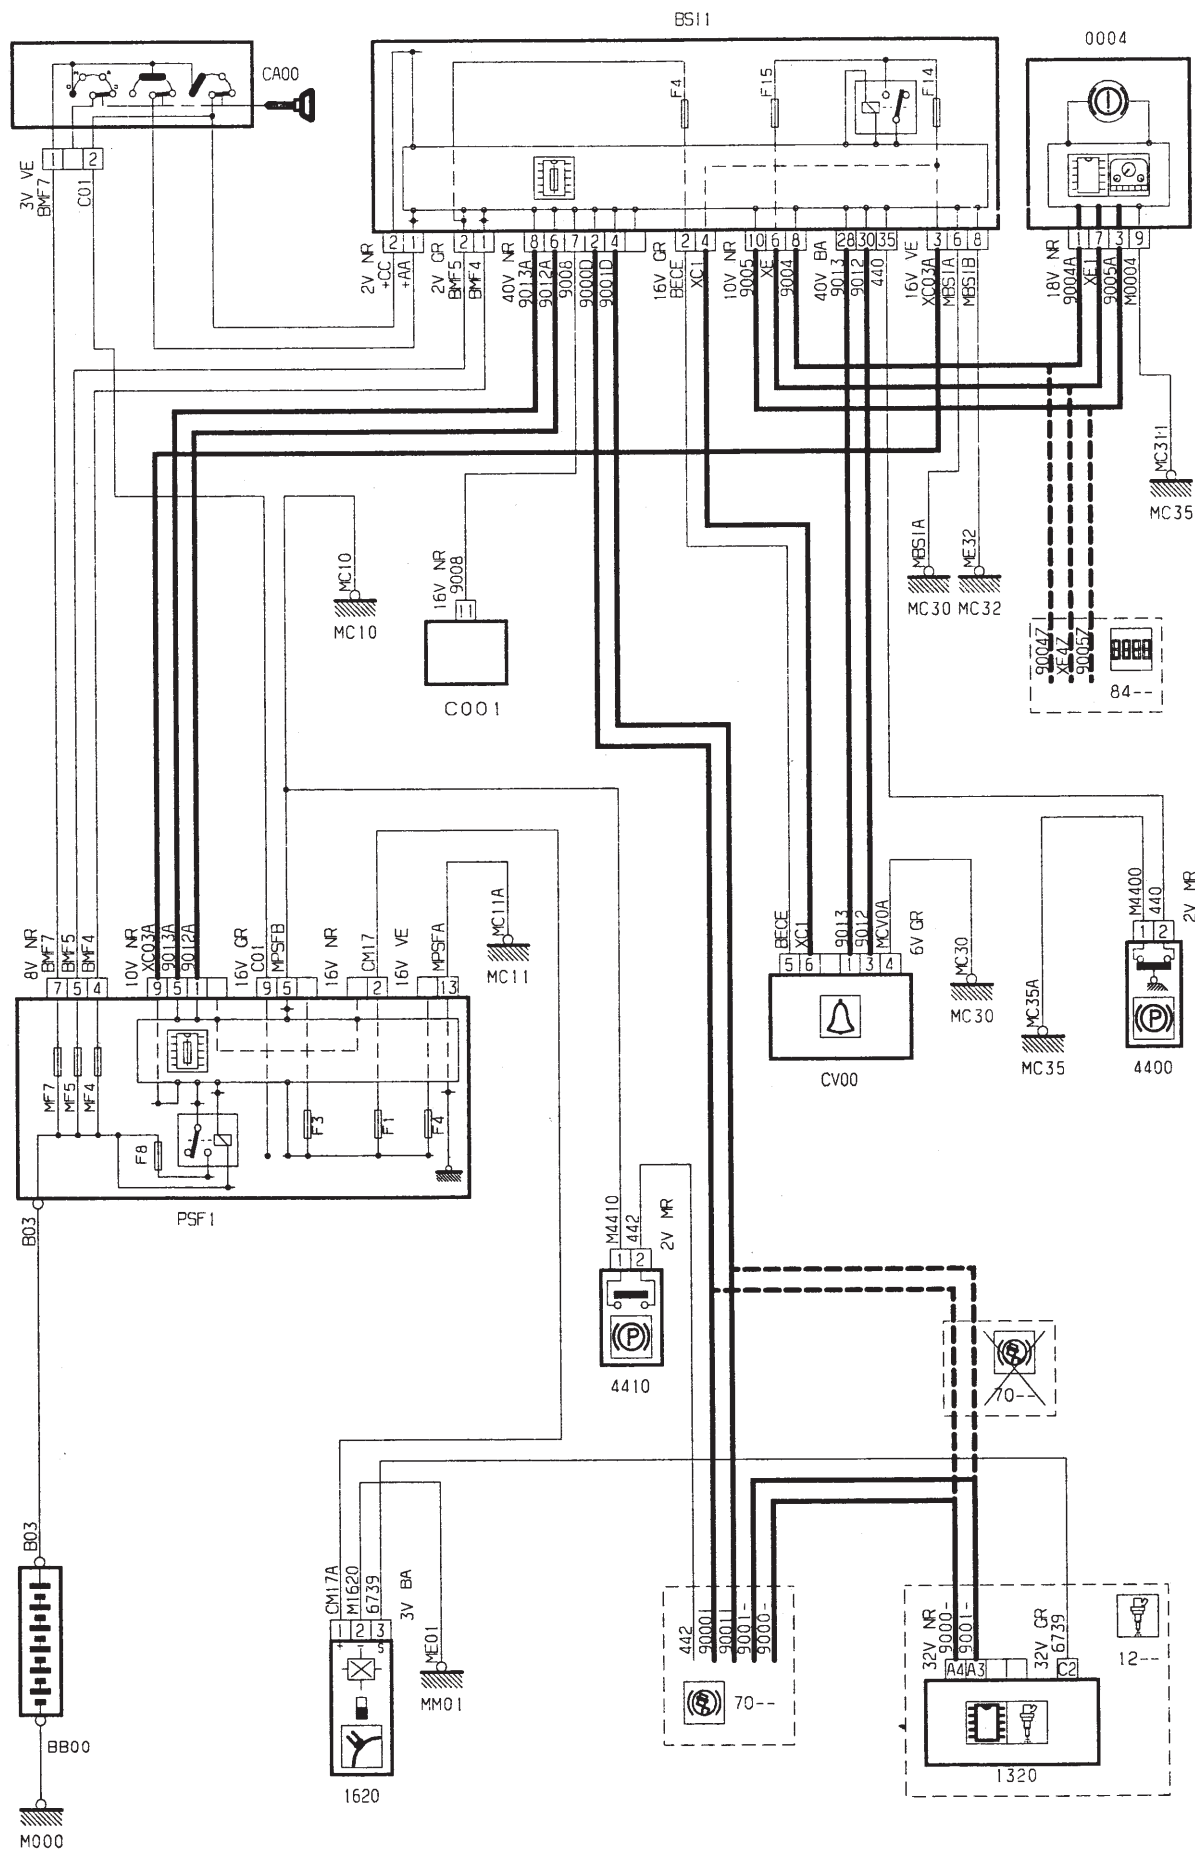 BSI1
0004
CA00
F4
F15
F14
1
2
3V VE
BMF7
C01
2
1
2
1
8
6
7
2
4
2
4
10
6
8
28
30
35
3
6
8
1
7
3
9
2V NR
+CC
+AA
2V GR
BMF5
BMF4
40V NR
9013A
9012A
9008
9000D
9001D
16V GR
BECE
XC1
10V NR
9005
XE
9004
40V BA
9013
9012
440
16V VE
XC03A
MBS1A
MBS1B
18V NR
9004A
XE1
9005A
M0004
MC311
MC35
MC10
MC10
16V NR
9008
11
C001
MBS1A
MC30
ME32
MC32
9004Z
XE4Z
9005Z
84--
8V NR
BMF7
BMF5
BMF4
10V NR
XC03A
9013A
9012A
16V GR
C01
MPSFB
16V NR
CM17
16V VE
MPSFA
MC11A
MC11
7
5
4
9
5
1
9
5
2
13
MF7
MF5
MF4
F8
F3
F1
F4
PSF1
BECE
XC1
9013
9012
MCV0A
6V GR
5
6
1
3
4
CV00
MC30
MC30
MC35A
MC35
M4400
440
2V MR
1
2
P
4400
B03
M4410
442
2V MR
1
2
P
4410
70--
B03
BB00
M000
CM17A
M1620
6739
3V BA
1
2
3
+
-
S
1620
ME01
MM01
442
9000I
9001I
9001-
9000-
70--
32V NR
9000-
9001-
32V GR
6739
A4
A3
C2
12--
1320